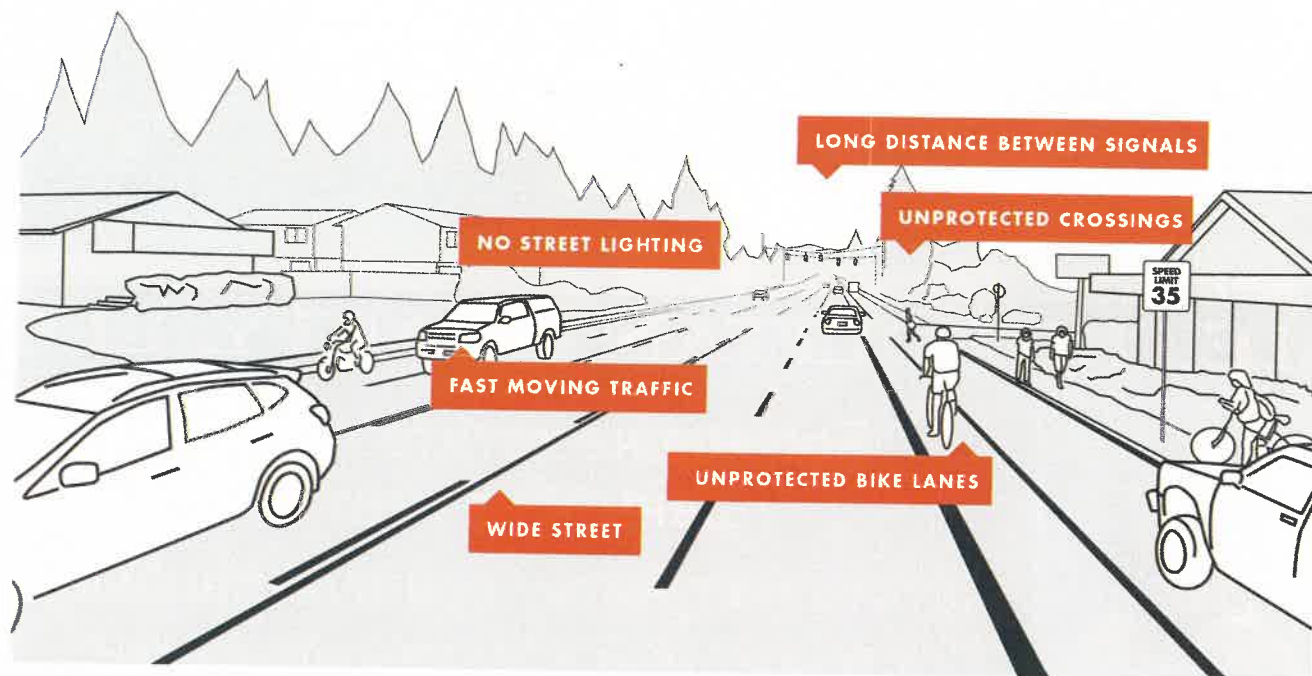 LONG DISTANCE BETWEEN SIGNALS
UNPROTECTED CROSSINGS
NO STREET LIGHTING
SPEED
LIMIT
35
FAST MOVING TRAFFIC
UNPROTECTED BIKE LANES
WIDE STREET